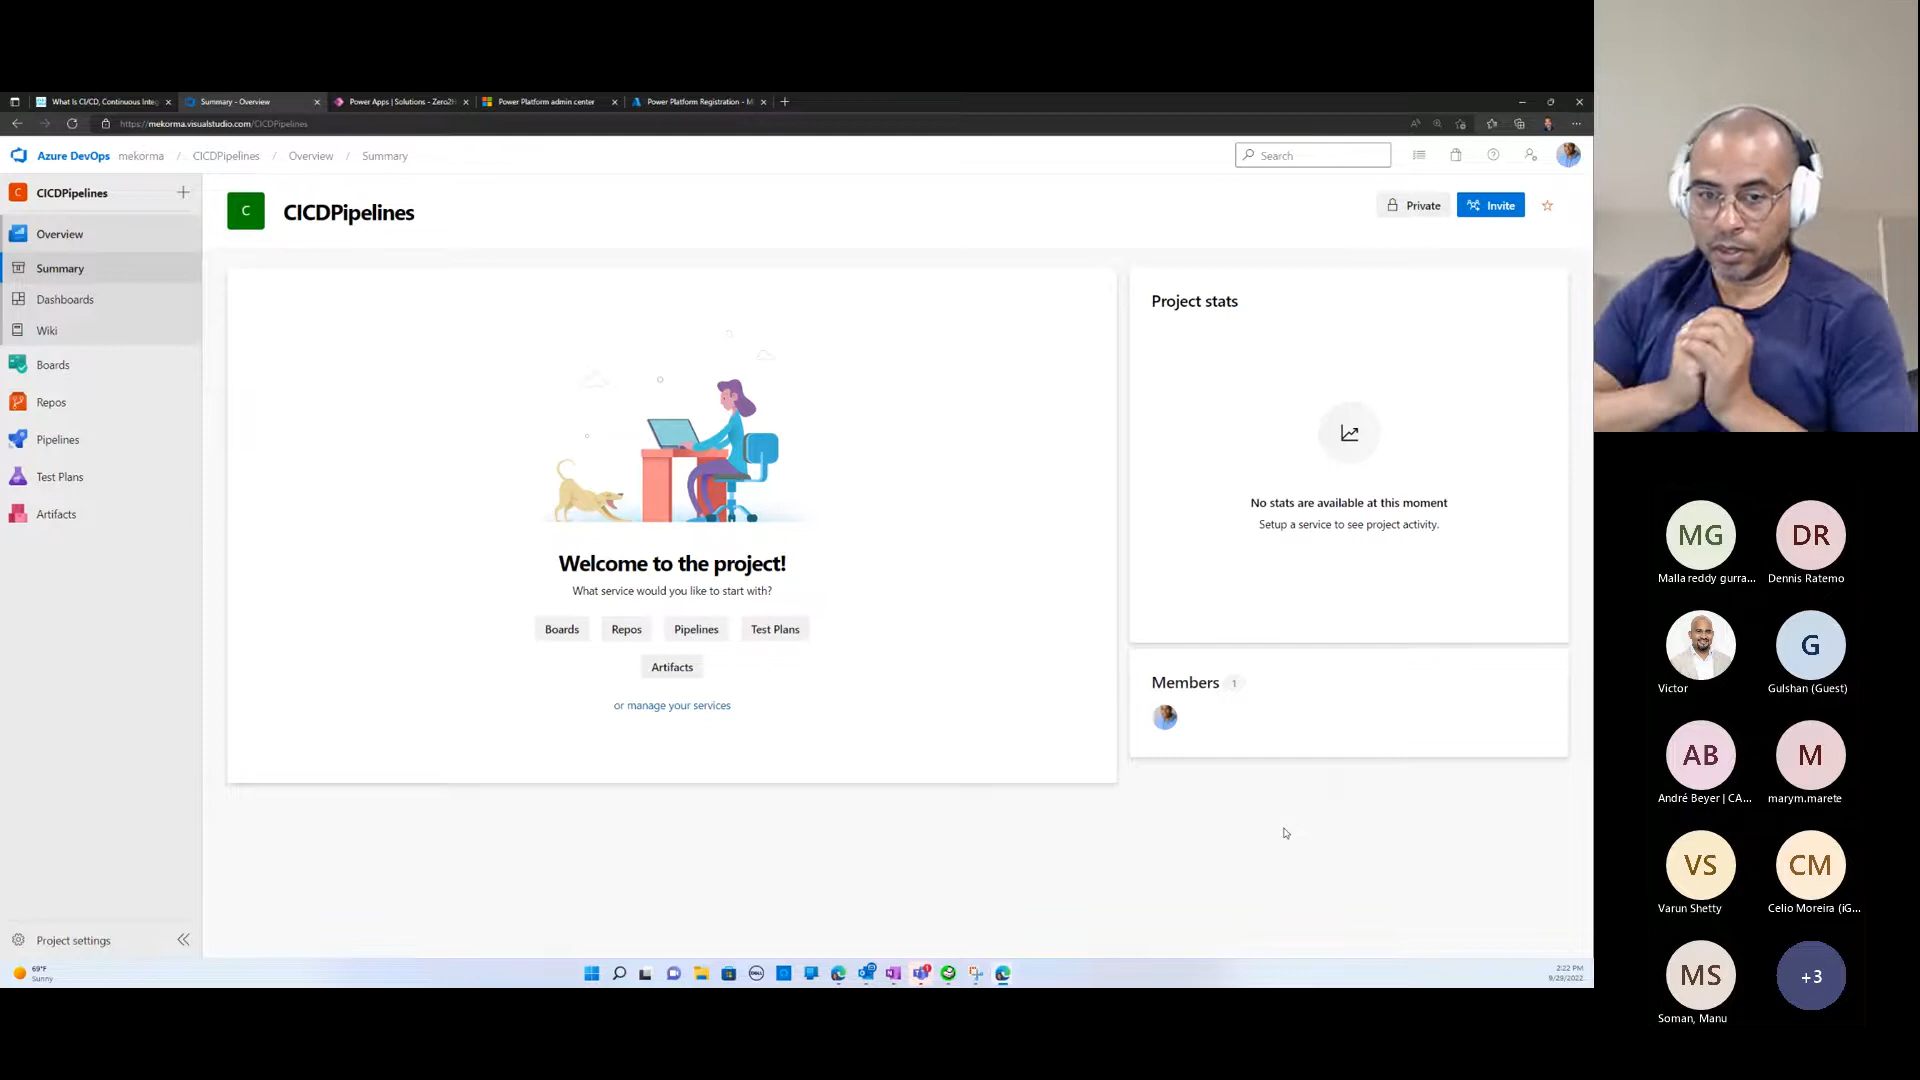 What Is CI/CD, Continuous Integ
Summary - Overview
Power Apps | Solutions - Zero2H
Power Platform admin center
Power Platform Registration - M
https://mekorma.visualstudio.com/CICDPipelines
Azure DevOps mekorma / CICDPipelines / Overview / Summary
Search
C CICDPipelines
Overview
Summary
Dashboards
Wiki
Boards
Repos
Pipelines
Test Plans
Artifacts
Project settings
C CICDPipelines
Private
Invite
Welcome to the project!
What service would you like to start with?
Boards Repos Pipelines Test Plans
Artifacts
or manage your services
Project stats
No stats are available at this moment
Setup a service to see project activity.
Members 1
69°F
Sunny
DELL
2:22 PM
9/29/2022
MG
Malla reddy gurra...
DR
Dennis Ratemo
Victor
G
Gulshan (Guest)
AB
André Beyer | CA...
M
marym.marete
VS
Varun Shetty
CM
Celio Moreira (iG...
MS
Soman, Manu
+3